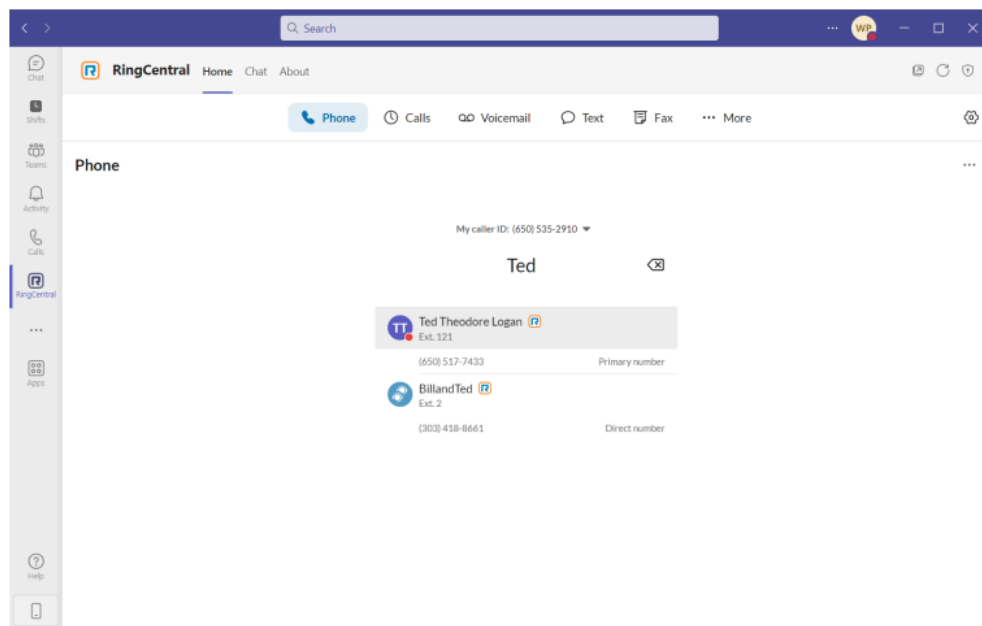 Search
WP
Chat
Shifts
Teams
Activity
Calls
RingCentral
Apps
Help
RingCentral Home Chat About
Phone Calls Voicemail Text Fax More
Phone
My caller ID: (650) 535-2910
Ted
TT
Ted Theodore Logan
Ext. 121
(650) 517-7433 Primary number
BillandTed
Ext. 2
(303) 418-8661 Direct number